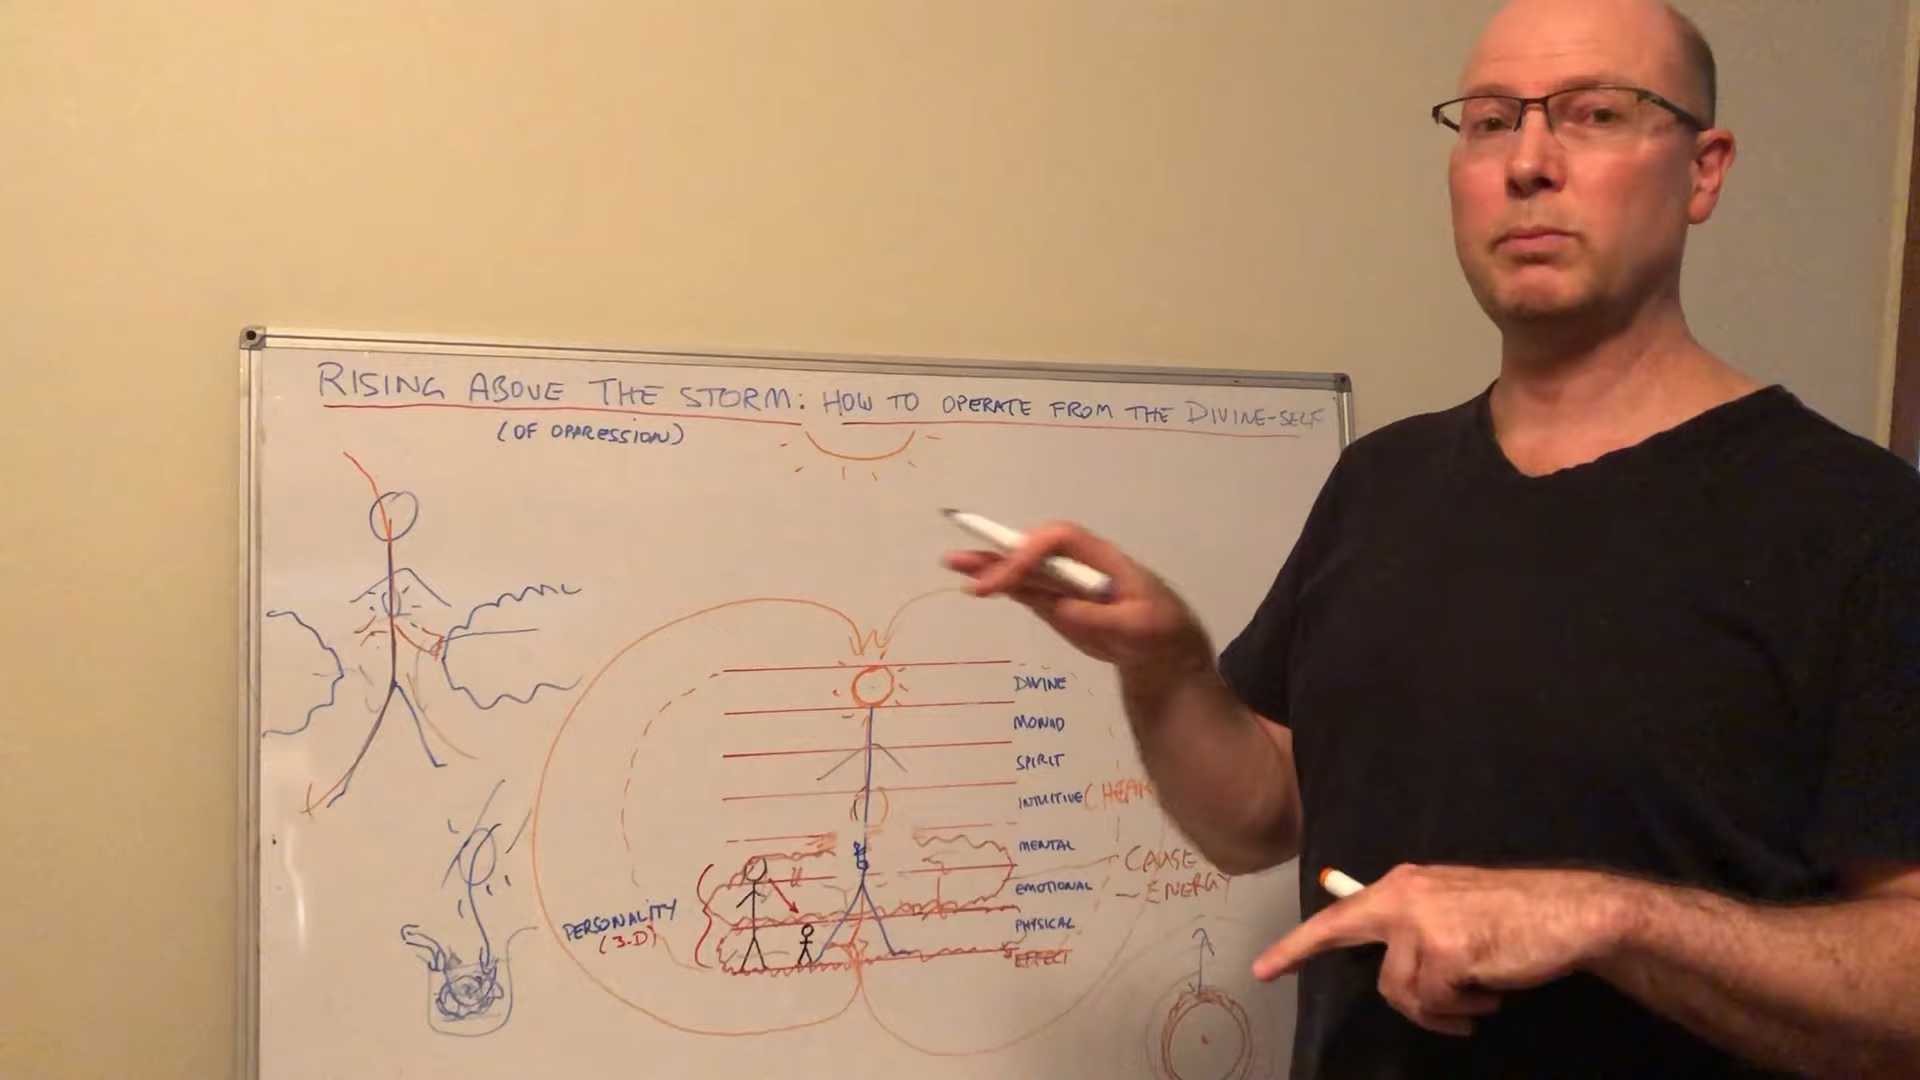 RISING ABOVE THE STORM: HOW TO OPERATE FROM THE DIVINE-SELF
(OF OPPRESSION)
DIVINE
MONAD
SPIRIT
INTUITIVE (HEAR
MENTAL
CAUSE
EMOTIONAL
- ENERGY
PERSONALITY
(3-D)
PHYSICAL
EFFECT